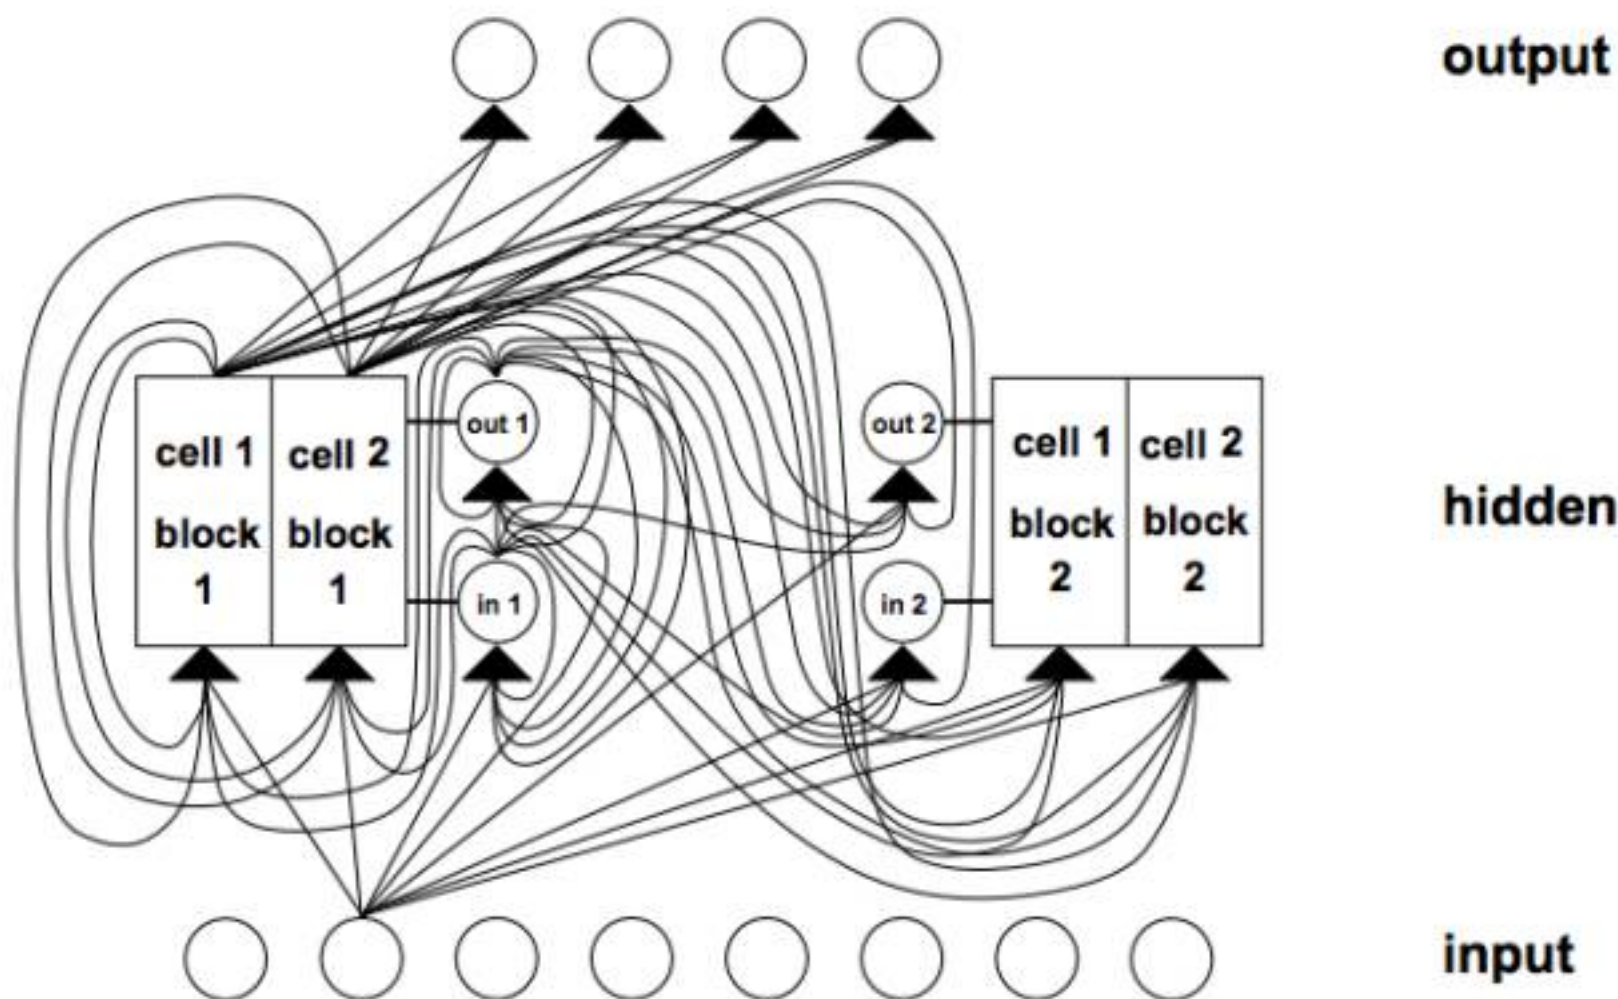 output
out 1
out 2
cell 1
cell 2
cell 1
cell 2
block
block
block
block
1
1
2
2
hidden
in 1
in 2
input